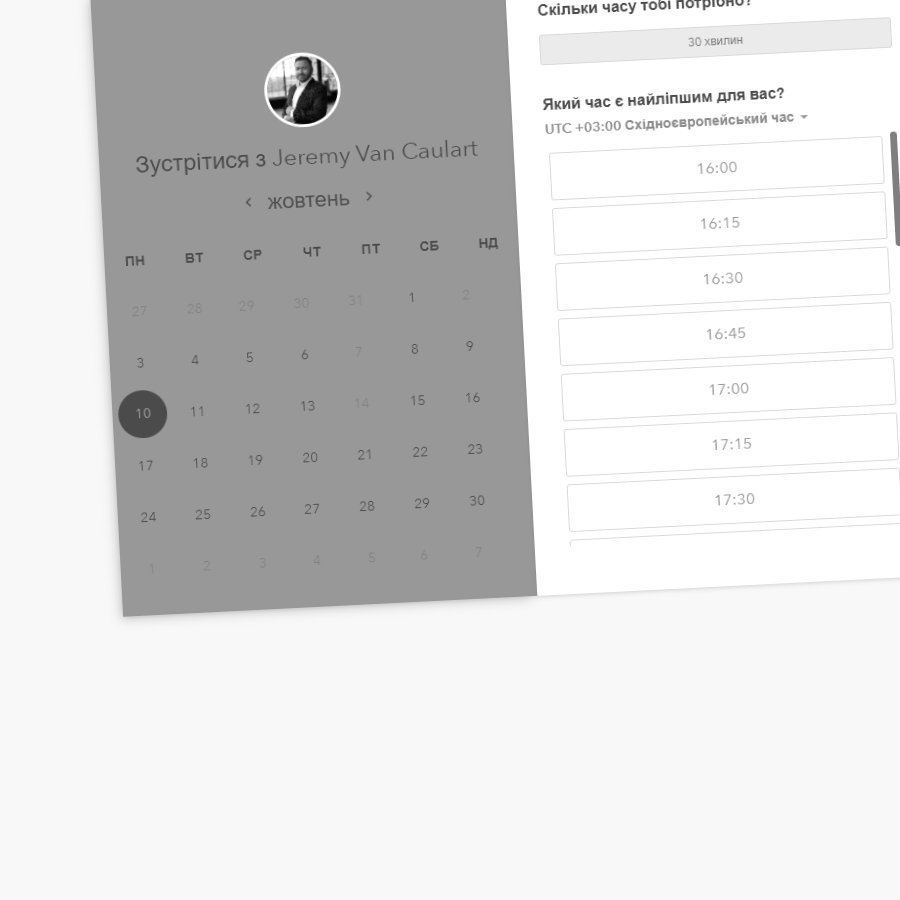 Зустрітися з Jeremy Van Caulart
‹ жовтень ›
ПН ВТ СР ЧТ ПТ СБ НД
27 28 29 30 31 1 2
3 4 5 6 7 8 9
10 11 12 13 14 15 16
17 18 19 20 21 22 23
24 25 26 27 28 29 30
1 2 3 4 5 6 7
Скільки часу тобі потрібно?
30 хвилин
Який час є найліпшим для вас?
UTC +03:00 Східноєвропейський час
16:00
16:15
16:30
16:45
17:00
17:15
17:30